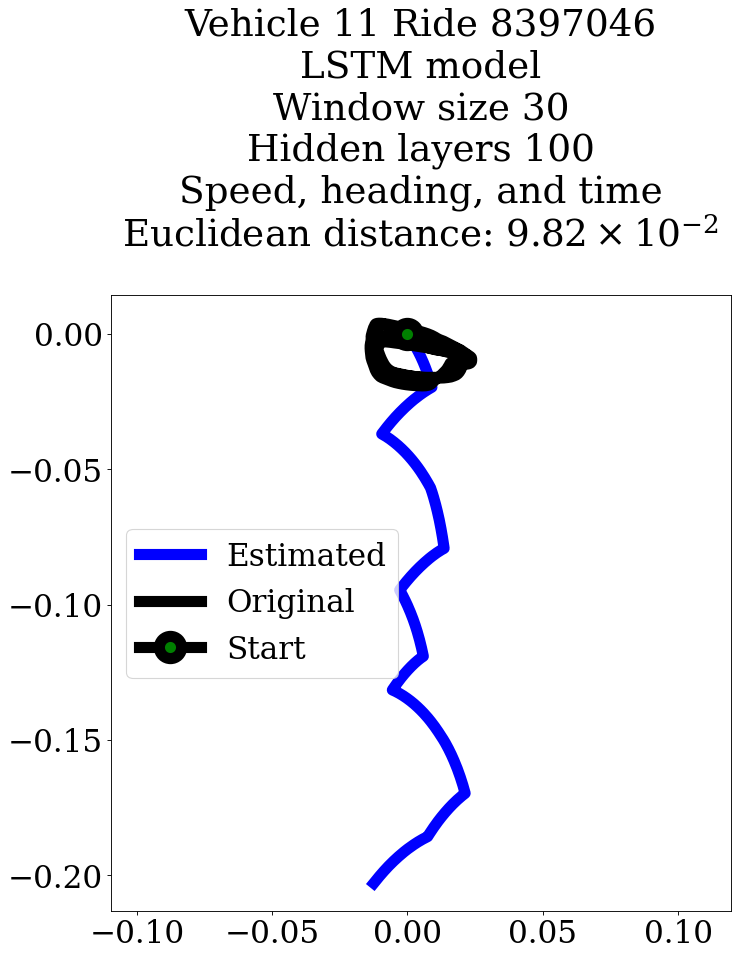 Vehicle 11 Ride 8397046
LSTM model
Window size 30
Hidden layers 100
Speed, heading, and time
Euclidean distance: 9.82 × 10⁻²
0.00
−0.05
−0.10
−0.15
−0.20
Estimated
Original
Start
−0.10 −0.05 0.00 0.05 0.10